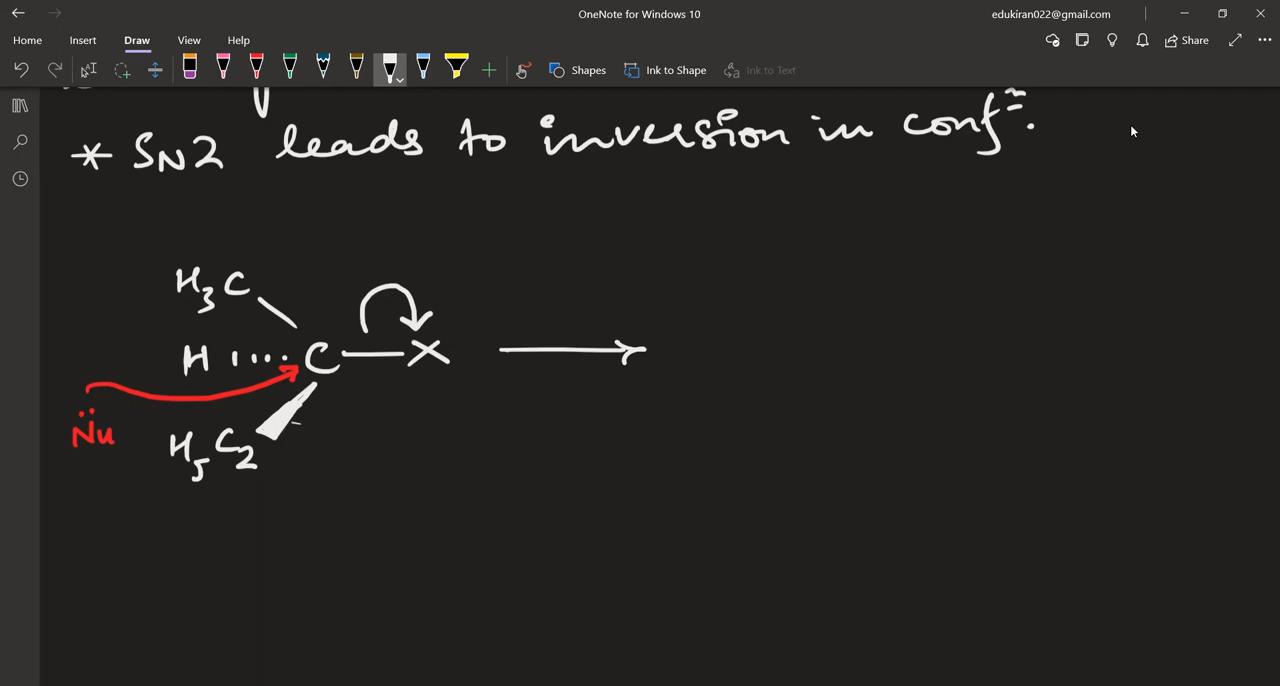 OneNote for Windows 10
edukiran022@gmail.com
Home Insert Draw View Help
Share
Shapes Ink to Shape Ink to Text
* SN2 leads to inversion in confⁿ.
H3C
H C X
Nu
H5C2